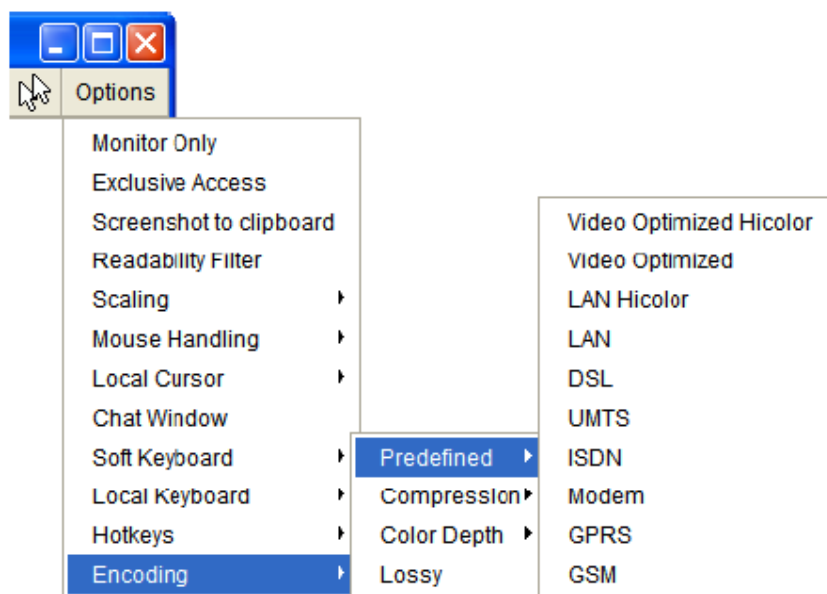 Options
Monitor Only
Exclusive Access
Screenshot to clipboard
Readability Filter
Scaling
Mouse Handling
Local Cursor
Chat Window
Soft Keyboard
Local Keyboard
Hotkeys
Encoding
Predefined
Compression
Color Depth
Lossy
Video Optimized Hicolor
Video Optimized
LAN Hicolor
LAN
DSL
UMTS
ISDN
Modem
GPRS
GSM